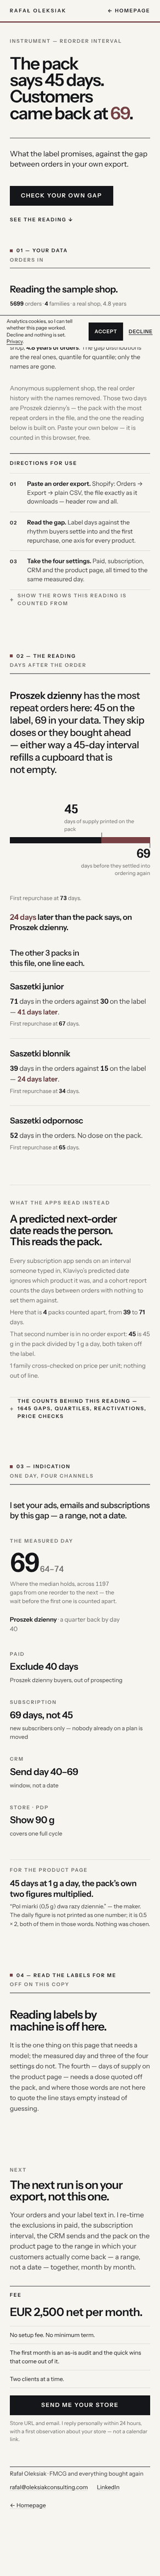 RAFAŁ OLEKSIAK
← HOMEPAGE
INSTRUMENT — REORDER INTERVAL
The pack
says 45 days.
Customers
came back at 69.
What the label promises, against the gap
between orders in your own export.
CHECK YOUR OWN GAP
SEE THE READING ↓
01 — YOUR DATA
ORDERS IN
Reading the sample shop.
5699 orders · 4 families · a real shop, 4.8 years
Analytics cookies, so I can tell
whether this page worked.
Decline and nothing is set.
Privacy.
ACCEPT
DECLINE
shop, 4.8 years of orders. The gap distributions
are the real ones, quantile for quantile; only the
names are gone.
Anonymous supplement shop, the real order
history with the names removed. Those two days
are Proszek dzienny's — the pack with the most
repeat orders in the file, and the one the reading
below is built on. Paste your own below — it is
counted in this browser, free.
DIRECTIONS FOR USE
01 Paste an order export. Shopify: Orders →
Export → plain CSV, the file exactly as it
downloads — header row and all.
02 Read the gap. Label days against the
rhythm buyers settle into and the first
repurchase, one axis for every product.
03 Take the four settings. Paid, subscription,
CRM and the product page, all timed to the
same measured day.
+ SHOW THE ROWS THIS READING IS
COUNTED FROM
02 — THE READING
DAYS AFTER THE ORDER
Proszek dzienny has the most
repeat orders here: 45 on the
label, 69 in your data. They skip
doses or they bought ahead
— either way a 45-day interval
refills a cupboard that is
not empty.
45
days of supply printed on the
pack
69
days before they settled into
ordering again
First repurchase at 73 days.
24 days later than the pack says, on
Proszek dzienny.
The other 3 packs in
this file, one line each.
Saszetki junior
71 days in the orders against 30 on the label
— 41 days later.
First repurchase at 67 days.
Saszetki blonnik
39 days in the orders against 15 on the label
— 24 days later.
First repurchase at 34 days.
Saszetki odpornosc
52 days in the orders. No dose on the pack.
First repurchase at 65 days.
WHAT THE APPS READ INSTEAD
A predicted next-order
date reads the person.
This reads the pack.
Every subscription app spends on an interval
someone typed in. Klaviyo's predicted date
ignores which product it was, and a cohort report
counts the days between orders with nothing to
set them against.
Here that is 4 packs counted apart, from 39 to 71
days.
That second number is in no order export: 45 is 45
g in the pack divided by 1 g a day, both taken off
the label.
1 family cross-checked on price per unit; nothing
out of line.
+ THE COUNTS BEHIND THIS READING —
1645 GAPS, QUARTILES, REACTIVATIONS,
PRICE CHECKS
03 — INDICATION
ONE DAY, FOUR CHANNELS
I set your ads, emails and subscriptions
by this gap — a range, not a date.
THE MEASURED DAY
69 64–74
Where the median holds, across 1197
gaps from one reorder to the next — the
wait before the first one is counted apart.
Proszek dzienny · a quarter back by day
40
PAID
Exclude 40 days
Proszek dzienny buyers, out of prospecting
SUBSCRIPTION
69 days, not 45
new subscribers only — nobody already on a plan is
moved
CRM
Send day 40–69
window, not a date
STORE · PDP
Show 90 g
covers one full cycle
FOR THE PRODUCT PAGE
45 days at 1 g a day, the pack's own
two figures multiplied.
"Pol miarki (0,5 g) dwa razy dziennie." — the maker.
The daily figure is not printed as one number; it is 0.5
× 2, both of them in those words. Nothing was chosen.
04 — READ THE LABELS FOR ME
OFF ON THIS COPY
Reading labels by
machine is off here.
It is the one thing on this page that needs a
model; the measured day and three of the four
settings do not. The fourth — days of supply on
the product page — needs a dose quoted off
the pack, and where those words are not here
to quote the line stays empty instead of
guessing.
NEXT
The next run is on your
export, not this one.
Your orders and your label text in. I re-time
the exclusions in paid, the subscription
interval, the CRM sends and the pack on the
product page to the range in which your
customers actually come back — a range,
not a date — together, month by month.
FEE
EUR 2,500 net per month.
No setup fee. No minimum term.
The first month is an as-is audit and the quick wins
that come out of it.
Two clients at a time.
SEND ME YOUR STORE
Store URL and email. I reply personally within 24 hours,
with a first observation about your store — not a calendar
link.
Rafał Oleksiak · FMCG and everything bought again
rafal@oleksiakconsulting.com LinkedIn
← Homepage